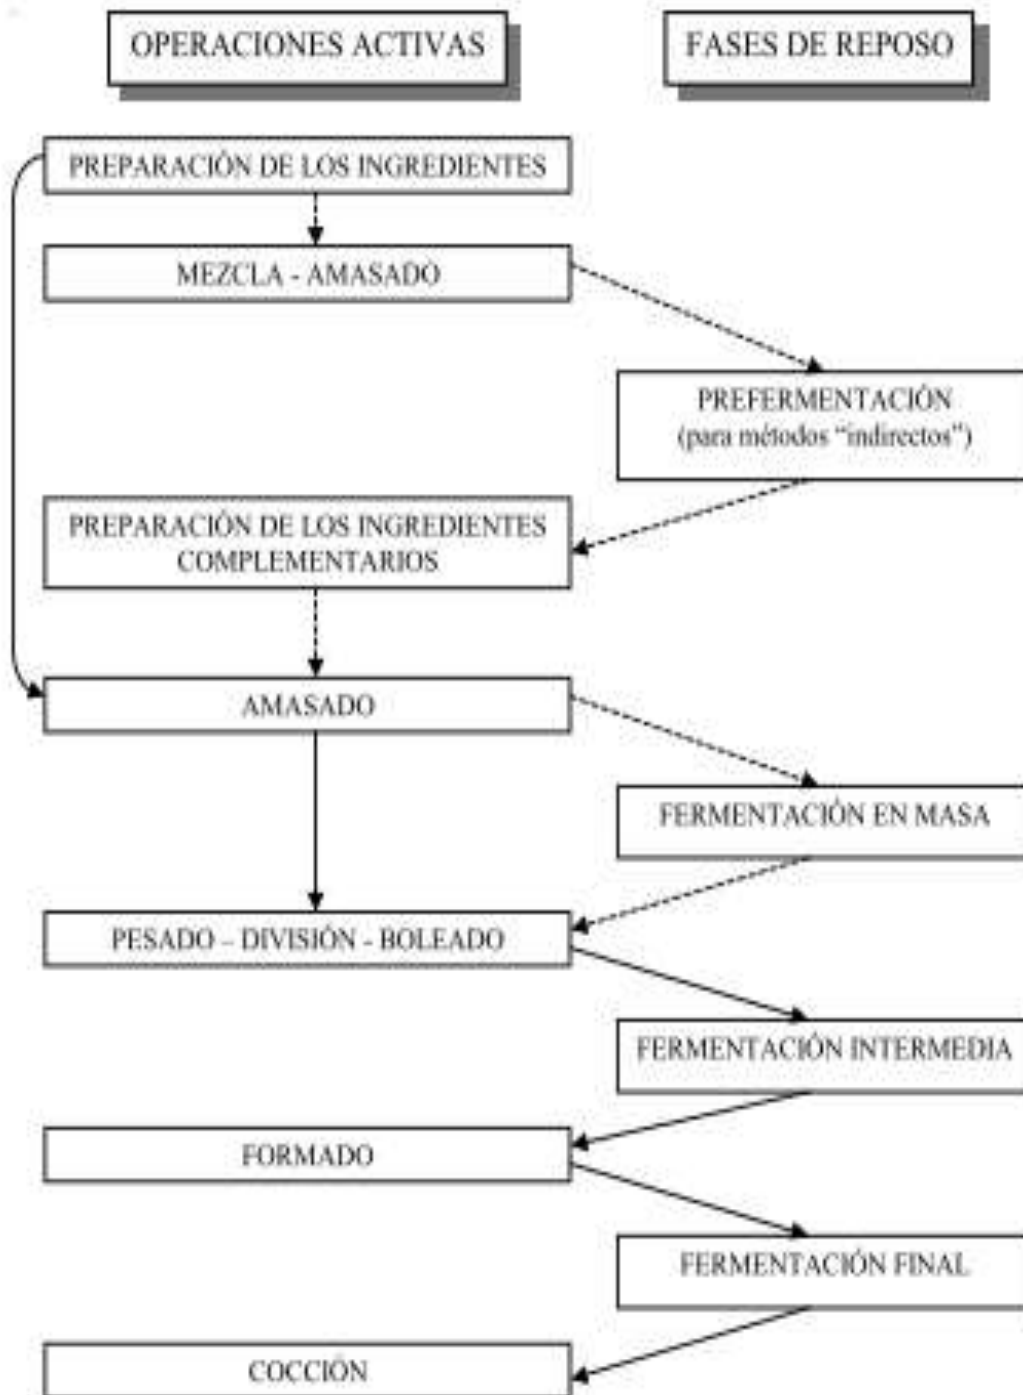 OPERACIONES ACTIVAS
FASES DE REPOSO
PREPARACIÓN DE LOS INGREDIENTES
MEZCLA - AMASADO
PREFERMENTACIÓN
(para métodos “indirectos”)
PREPARACIÓN DE LOS INGREDIENTES
COMPLEMENTARIOS
AMASADO
FERMENTACIÓN EN MASA
PESADO – DIVISIÓN - BOLEADO
FERMENTACIÓN INTERMEDIA
FORMADO
FERMENTACIÓN FINAL
COCCIÓN